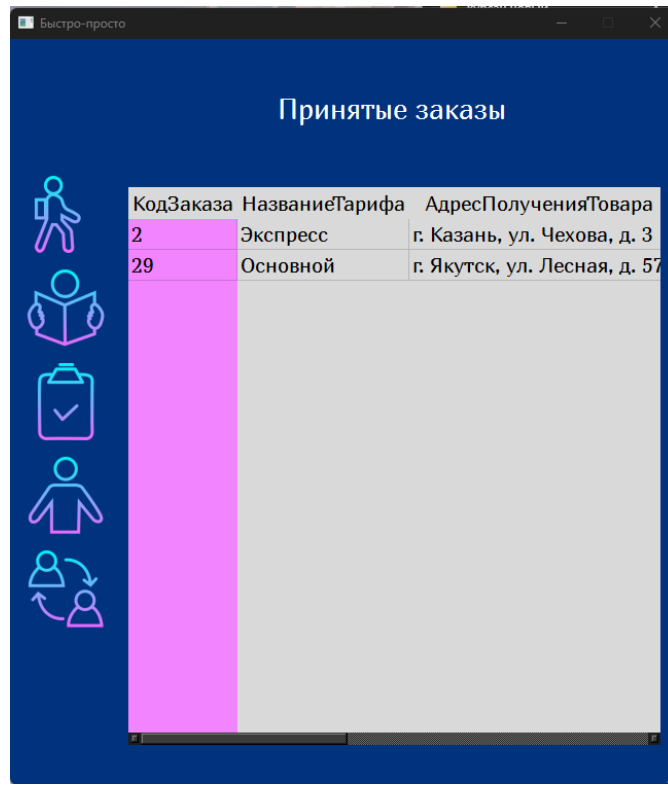 Быстро-просто
Принятые заказы
КодЗаказа НазваниеТарифа АдресПолученияТовара
2 Экспресс г. Казань, ул. Чехова, д. 3
29 Основной г. Якутск, ул. Лесная, д. 57